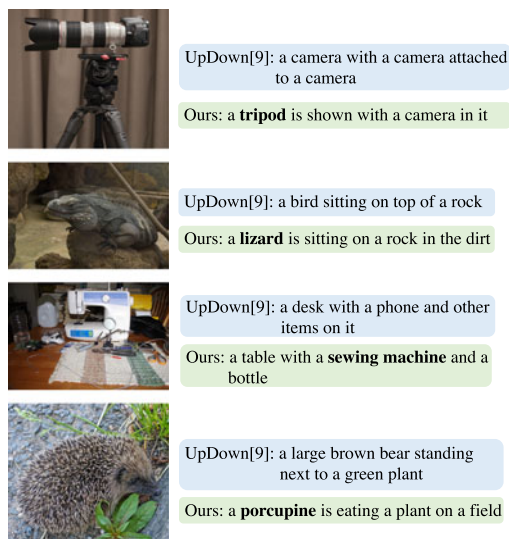 UpDown[9]: a camera with a camera attached
to a camera
Ours: a tripod is shown with a camera in it
UpDown[9]: a bird sitting on top of a rock
Ours: a lizard is sitting on a rock in the dirt
UpDown[9]: a desk with a phone and other
items on it
Ours: a table with a sewing machine and a
bottle
UpDown[9]: a large brown bear standing
next to a green plant
Ours: a porcupine is eating a plant on a field